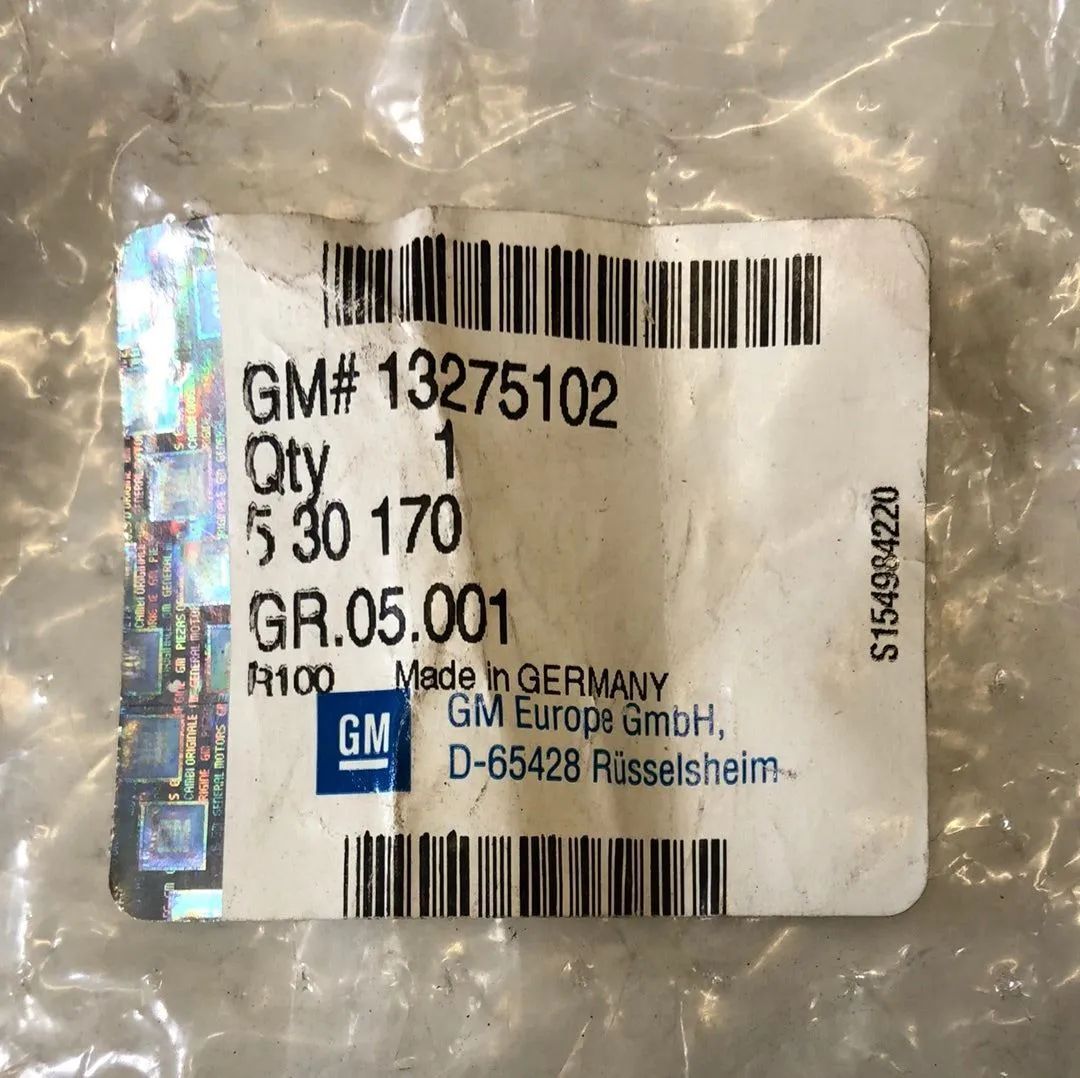 GM# 13275102
Qty 1
5 30 170
GR.05.001
R100 Made in GERMANY
GM
GM Europe GmbH,
D-65428 Rüsselsheim
S154984220